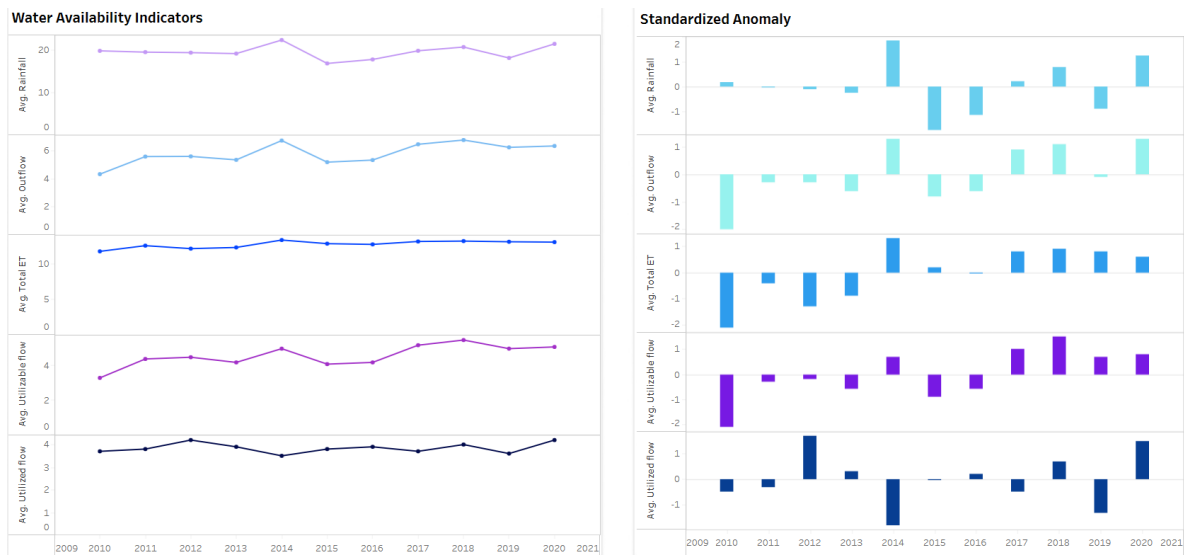 Water Availability Indicators
Avg. Rainfall
20
10
0
Avg. Outflow
6
4
2
0
Avg. Total ET
10
5
0
Avg. Utilizable flow
4
2
0
Avg. Utilized flow
4
3
2
1
0
2009 2010 2011 2012 2013 2014 2015 2016 2017 2018 2019 2020 2021
Standardized Anomaly
Avg. Rainfall
2
1
0
-1
Avg. Outflow
1
0
-1
-2
Avg. Total ET
1
0
-1
-2
Avg. Utilizable flow
1
0
-1
-2
Avg. Utilized flow
1
0
-1
2009 2010 2011 2012 2013 2014 2015 2016 2017 2018 2019 2020 2021